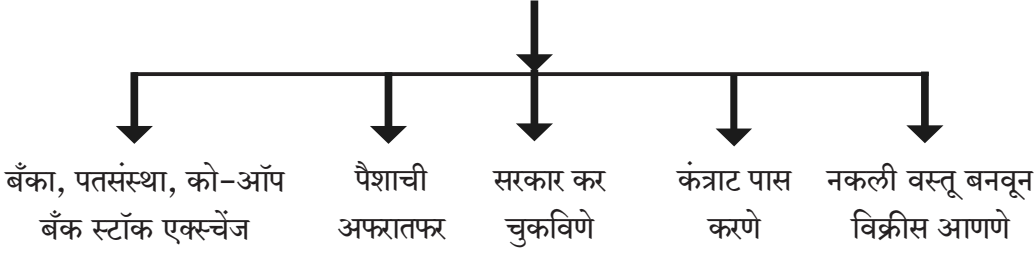 बँका, पतसंस्था, को-ऑप
बँक स्टॉक एक्स्चेंज
पैशाची
अफरातफर
सरकार कर
चुकविणे
कंत्राट पास
करणे
नकली वस्तू बनवून
विक्रीस आणणे